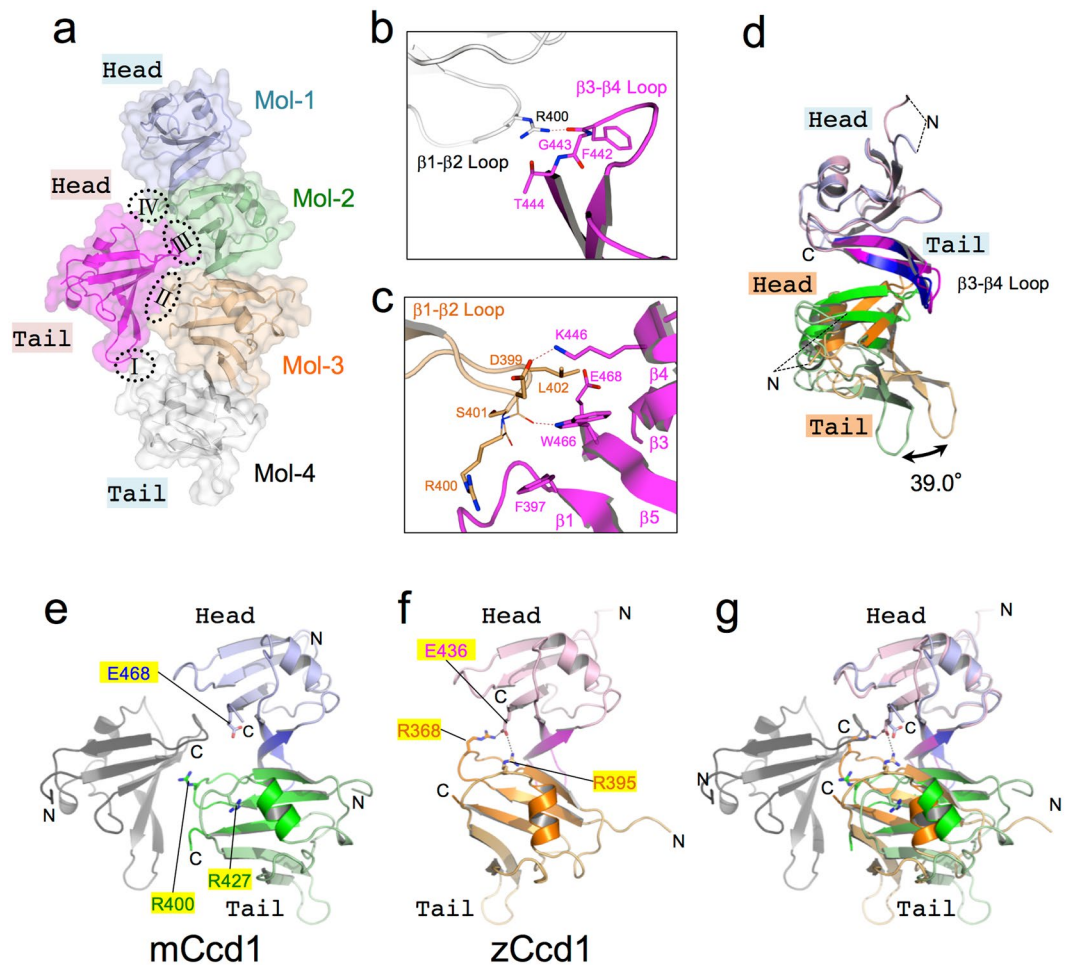 a
Head
Mol-1
Head
IV
Mol-2
III
II
Tail
I
Mol-3
Mol-4
Tail
b
β3-β4 Loop
R400
G443
F442
β1-β2 Loop
T444
c
β1-β2 Loop
K446
D399
E468
β4
L402
S401
β3
W466
R400
F397
β1
β5
d
N
Head
C
Tail
Head
β3-β4 Loop
N
Tail
39.0°
e
Head
N
E468
C
C
N
N
C
R427
R400
Tail
mCcd1
f
Head
N
E436
C
R368
R395
C
N
Tail
zCcd1
g
Head
N
C
C
N
N
C
Tail